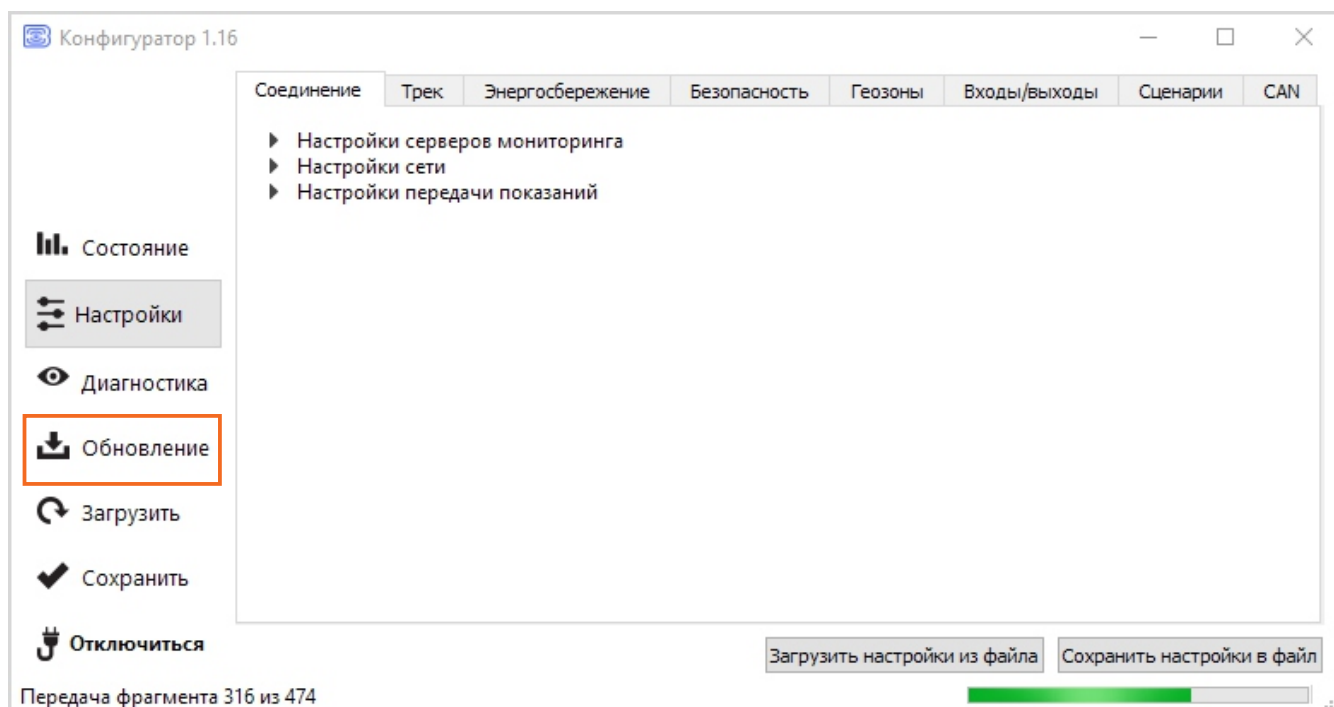 Конфигуратор 1.16
Соединение Трек Энергосбережение Безопасность Геозоны Входы/выходы Сценарии CAN
Настройки серверов мониторинга
Настройки сети
Настройки передачи показаний
Состояние
Настройки
Диагностика
Обновление
Загрузить
Сохранить
Отключиться
Загрузить настройки из файла Сохранить настройки в файл
Передача фрагмента 316 из 474